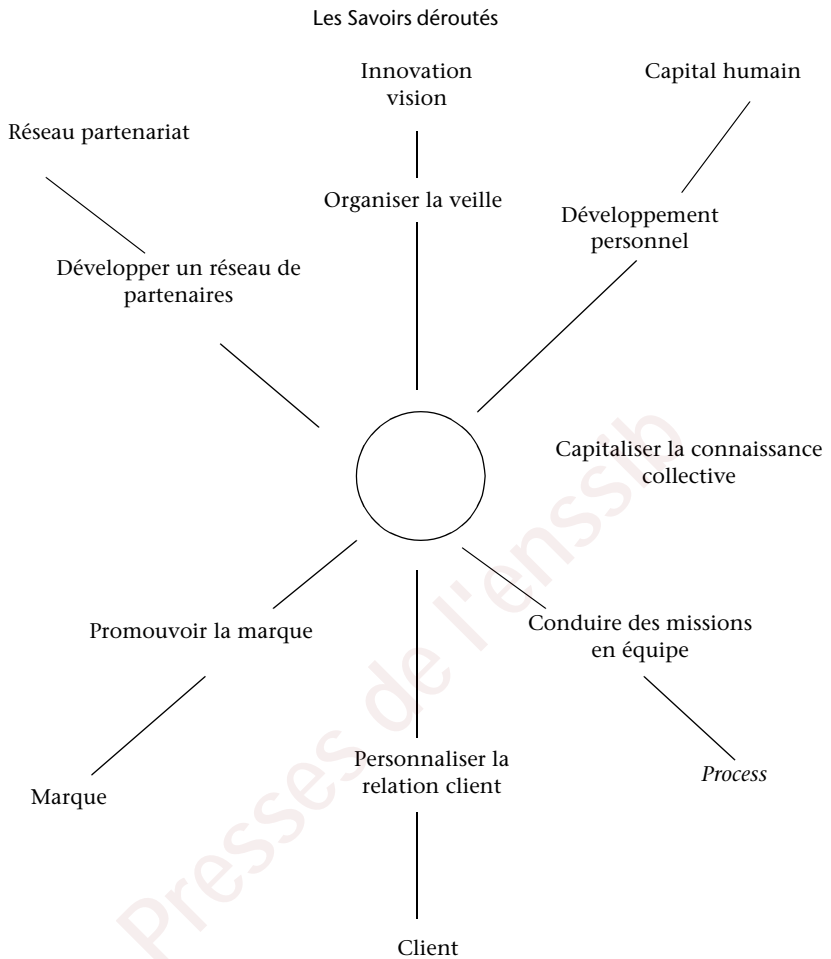 Les Savoirs déroutés
Innovation
vision
Capital humain
Réseau partenariat
Organiser la veille
Développement
personnel
Développer un réseau de
partenaires
Capitaliser la connaissance
collective
Promouvoir la marque
Conduire des missions
en équipe
Personnaliser la
relation client
Process
Marque
Client
Presses de l'enssib